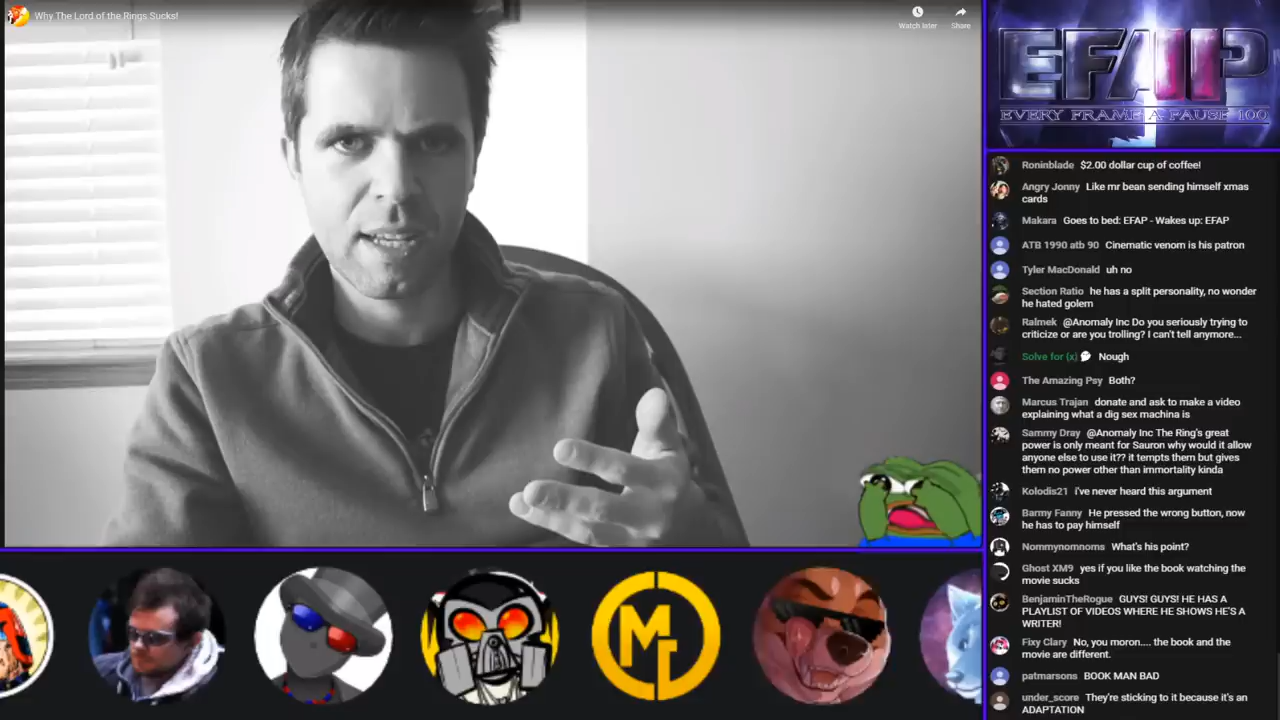 Why The Lord of the Rings Sucks!
Watch later
Share
EFAP
EVERY FRAME A PAUSE 100
Roninblade $2.00 dollar cup of coffee!
Angry Jonny Like mr bean sending himself xmas
cards
Makara Goes to bed: EFAP - Wakes up: EFAP
ATB 1990 atb 90 Cinematic venom is his patron
Tyler MacDonald uh no
Section Ratio he has a split personality, no wonder
he hated golem
Ralmek @Anomaly Inc Do you seriously trying to
criticize or are you trolling? I can't tell anymore...
Solve for {x} Nough
The Amazing Psy Both?
Marcus Trajan donate and ask to make a video
explaining what a dig sex machina is
Sammy Dray @Anomaly Inc The Ring's great
power is only meant for Sauron why would it allow
anyone else to use it?? it tempts them but gives
them no power other than immortality kinda
Kolodis21 i've never heard this argument
Barmy Fanny He pressed the wrong button, now
he has to pay himself
Nommynomnoms What's his point?
Ghost XM9 yes if you like the book watching the
movie sucks
BenjaminTheRogue GUYS! GUYS! HE HAS A
PLAYLIST OF VIDEOS WHERE HE SHOWS HE'S A
WRITER!
Fixy Clary No, you moron.... the book and the
movie are different.
patmarsons BOOK MAN BAD
under_score They're sticking to it because it's an
ADAPTATION